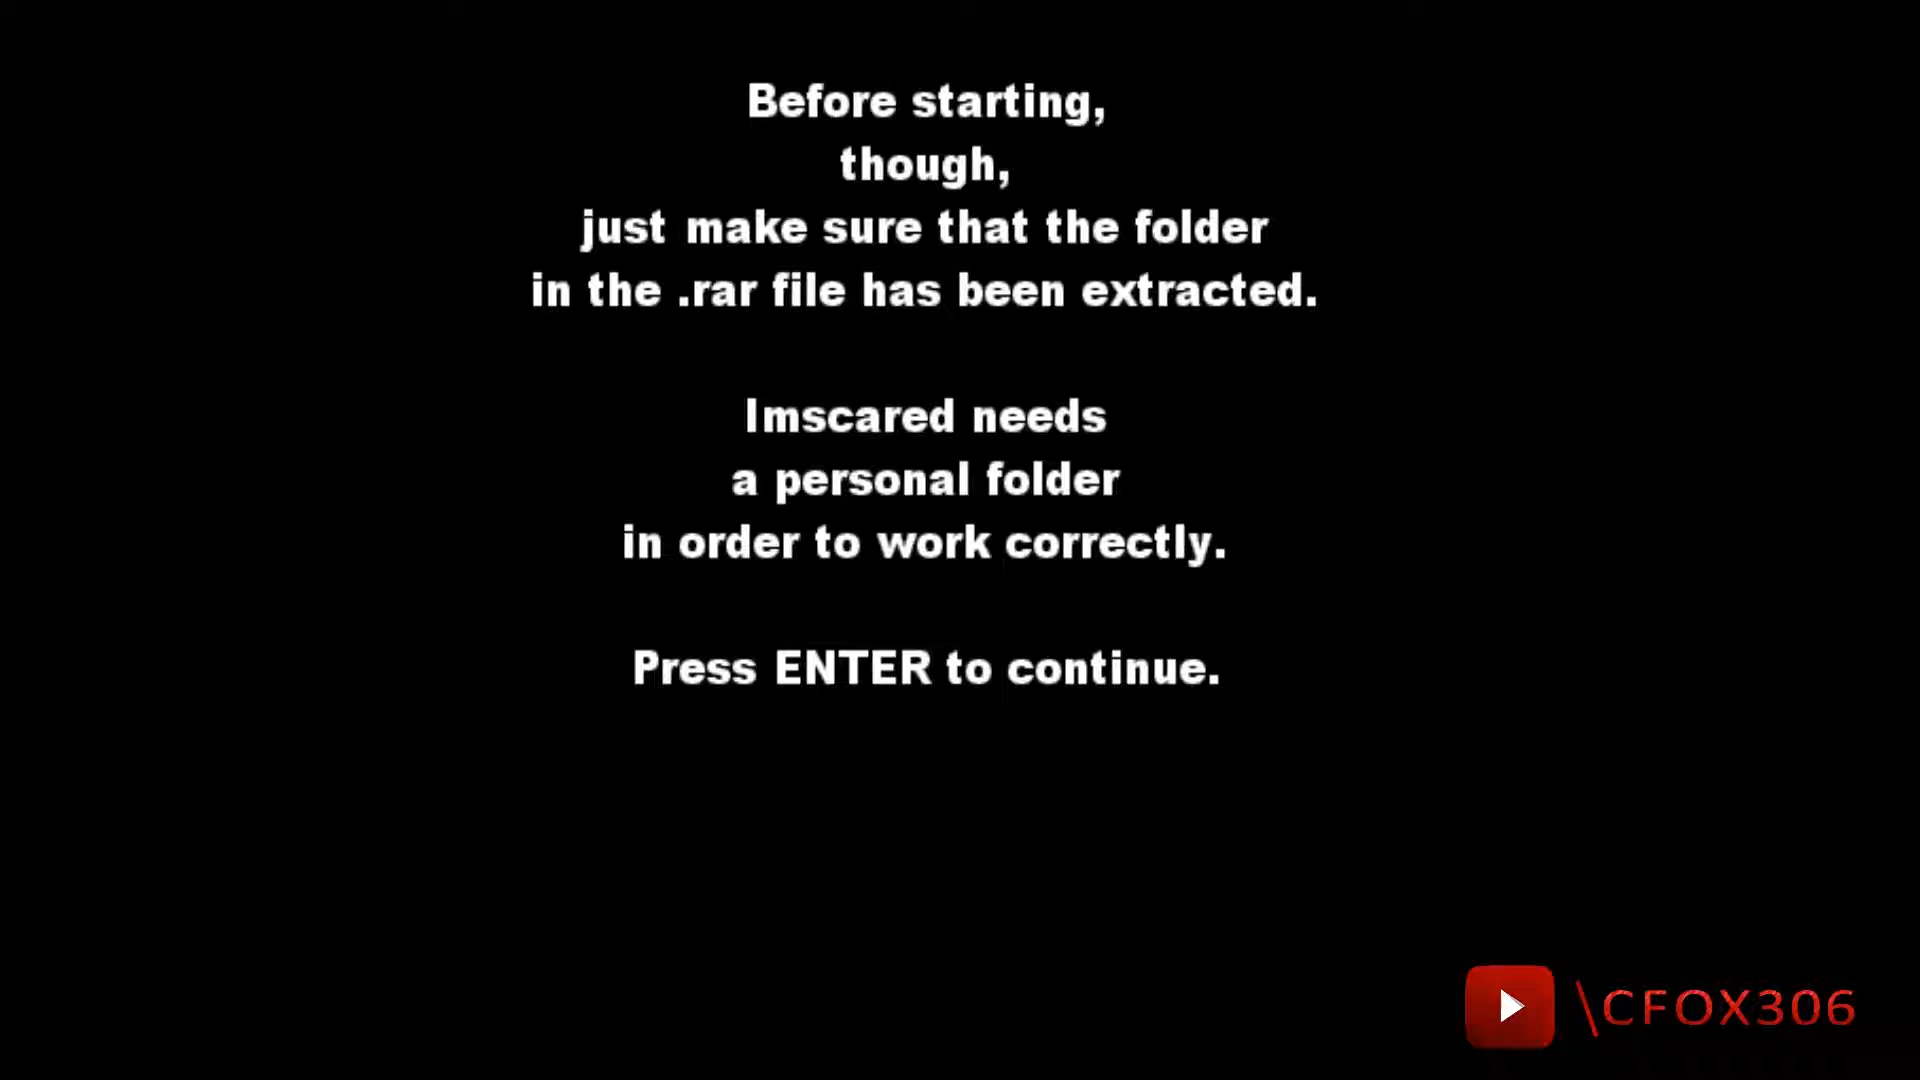 Before starting,
though,
just make sure that the folder
in the .rar file has been extracted.
Imscared needs
a personal folder
in order to work correctly.
Press ENTER to continue.
\CFOX306